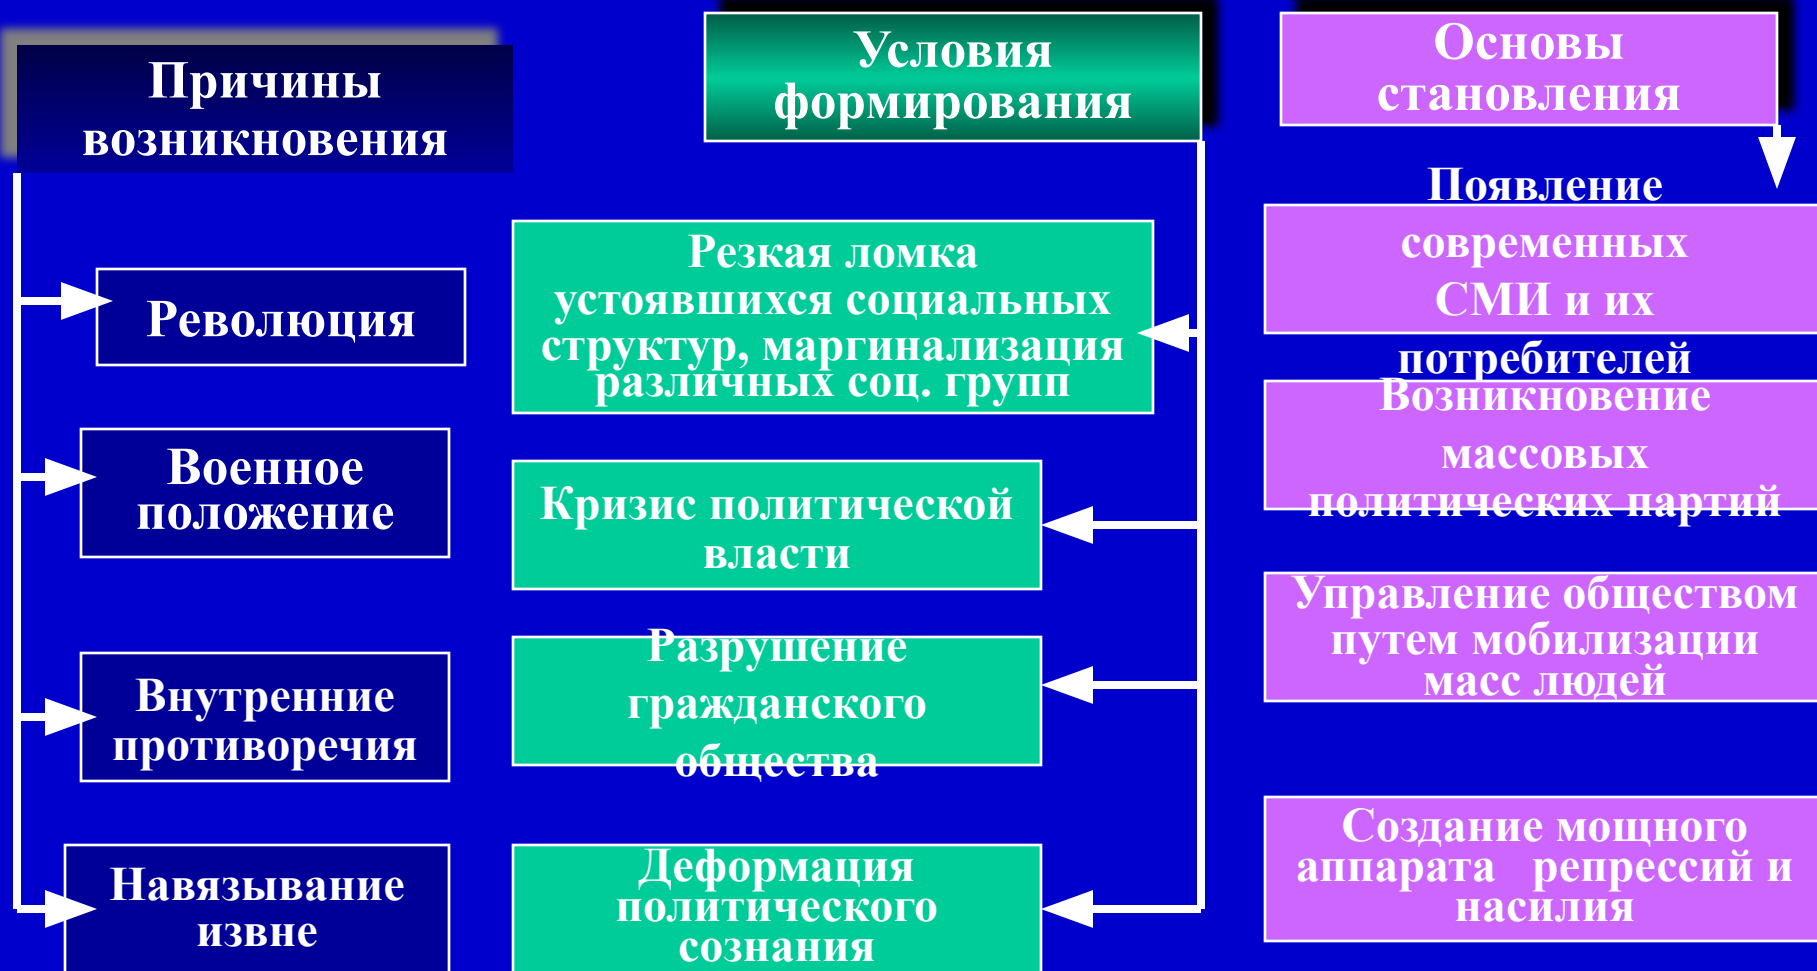 Причины
возникновения
Революция
Военное
положение
Внутренние
противоречия
Навязывание
извне
Условия
формирования
Резкая ломка
устоявшихся социальных
структур, маргинализация
различных соц. групп
Кризис политической
власти
Разрушение
гражданского
общества
Деформация
политического
сознания
Основы
становления
Появление
современных
СМИ и их
потребителей
Возникновение
массовых
политических партий
Управление обществом
путем мобилизации
масс людей
Создание мощного
аппарата репрессий и
насилия